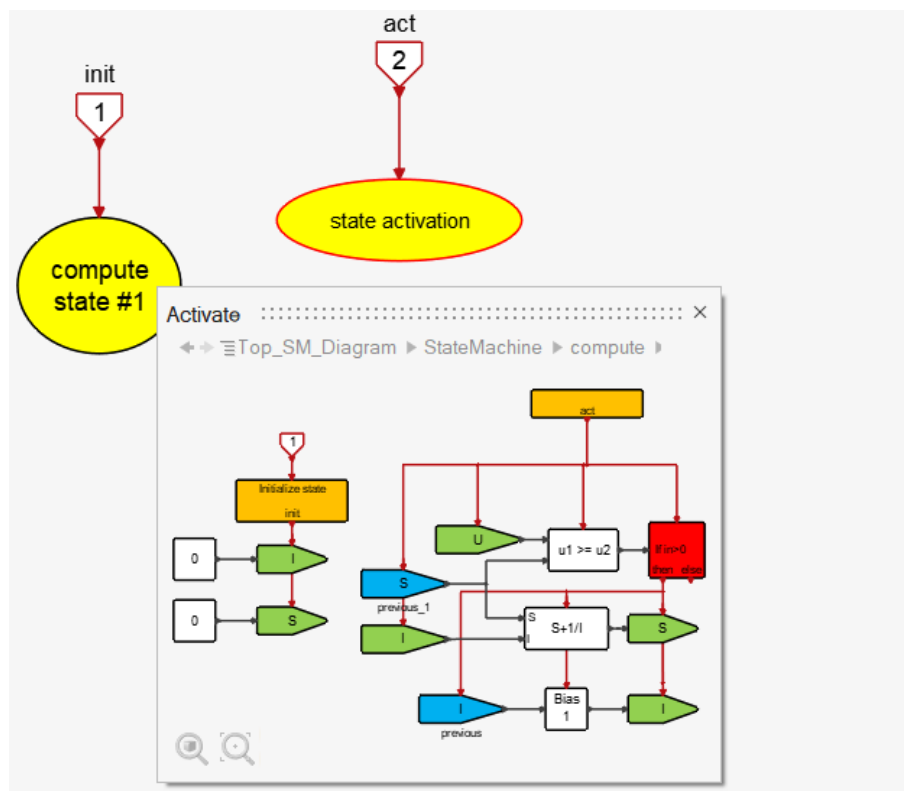 act
2
init
1
state activation
compute
state #1
Activate
Top_SM_Diagram StateMachine compute
act
1
Initialize state
init
U
u1 >= u2
If in>0
then else
0
I
S
previous_1
S
I
S+1/I
S
0
S
I
I
previous
Bias
1
I